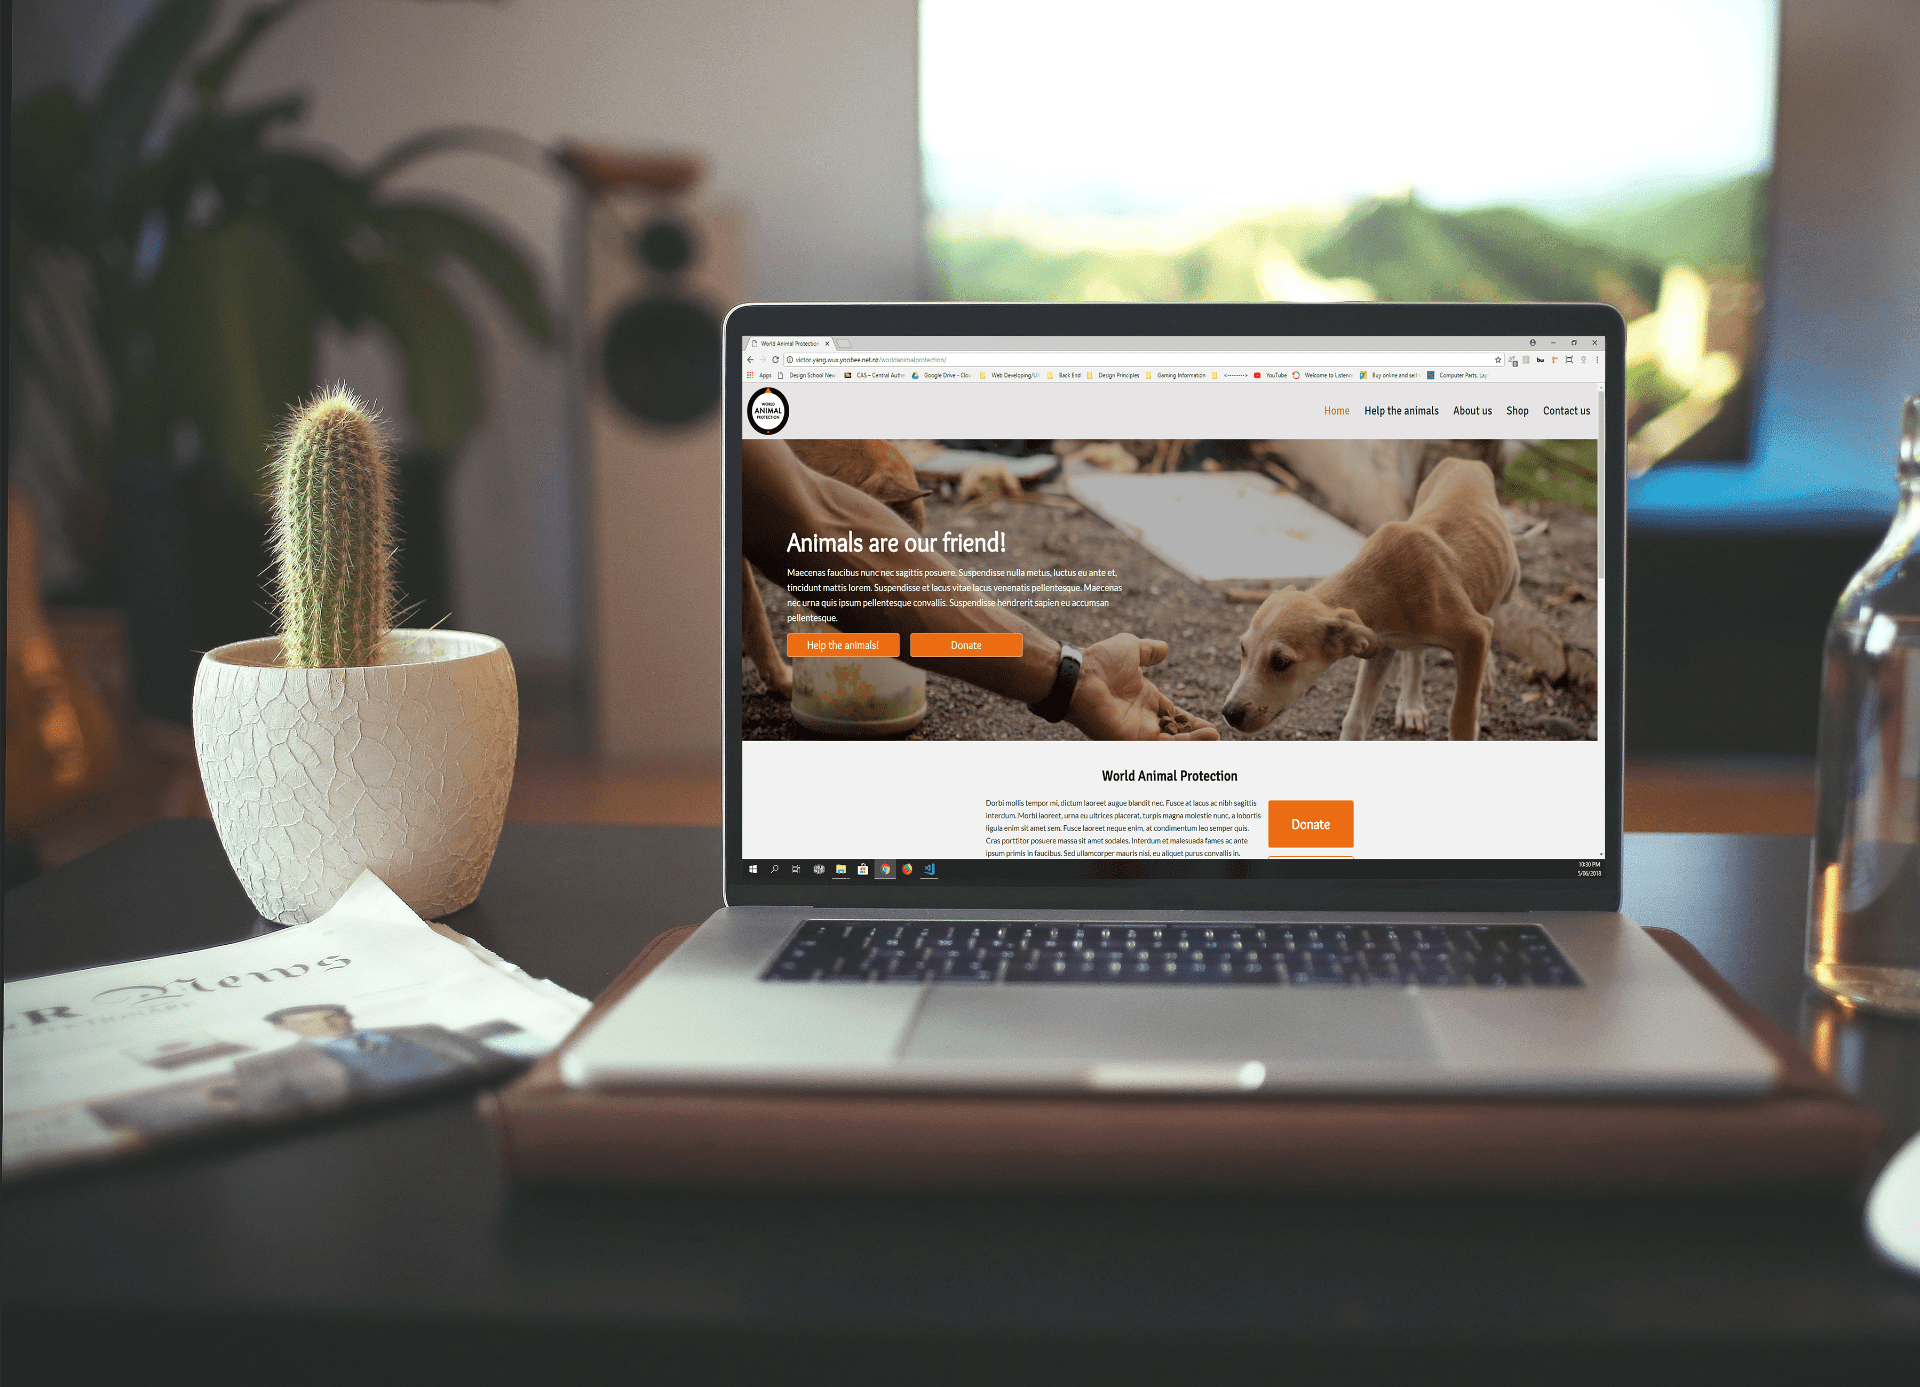 World Animal Protection
victor.yang.wux.yoobee.net.nz/worldanimalprotection/
Apps Design School New CAS – Central Authe Google Drive - Clou Web Developing/UX Back End Design Principles Gaming Information <--------> YouTube Welcome to Listenc Buy online and sell Computer Parts, Lap
WORLD
ANIMAL
PROTECTION
Home Help the animals About us Shop Contact us
Animals are our friend!
Maecenas faucibus nunc nec sagittis posuere. Suspendisse nulla metus, luctus eu ante et,
tincidunt mattis lorem. Suspendisse et lacus vitae lacus venenatis pellentesque. Maecenas
nec urna quis ipsum pellentesque convallis. Suspendisse hendrerit sapien eu accumsan
pellentesque.
Help the animals! Donate
World Animal Protection
Dorbi mollis tempor mi, dictum laoreet augue blandit nec. Fusce at lacus ac nibh sagittis
interdum. Morbi laoreet, urna eu ultrices placerat, turpis magna molestie nunc, a lobortis
ligula enim sit amet sem. Fusce laoreet neque enim, at condimentum leo semper quis.
Cras porttitor posuere massa sit amet sodales. Interdum et malesuada fames ac ante
ipsum primis in faucibus. Sed ullamcorper mauris nisi, eu aliquet purus convallis in.
Donate
10:30 PM
5/06/2018
ER News